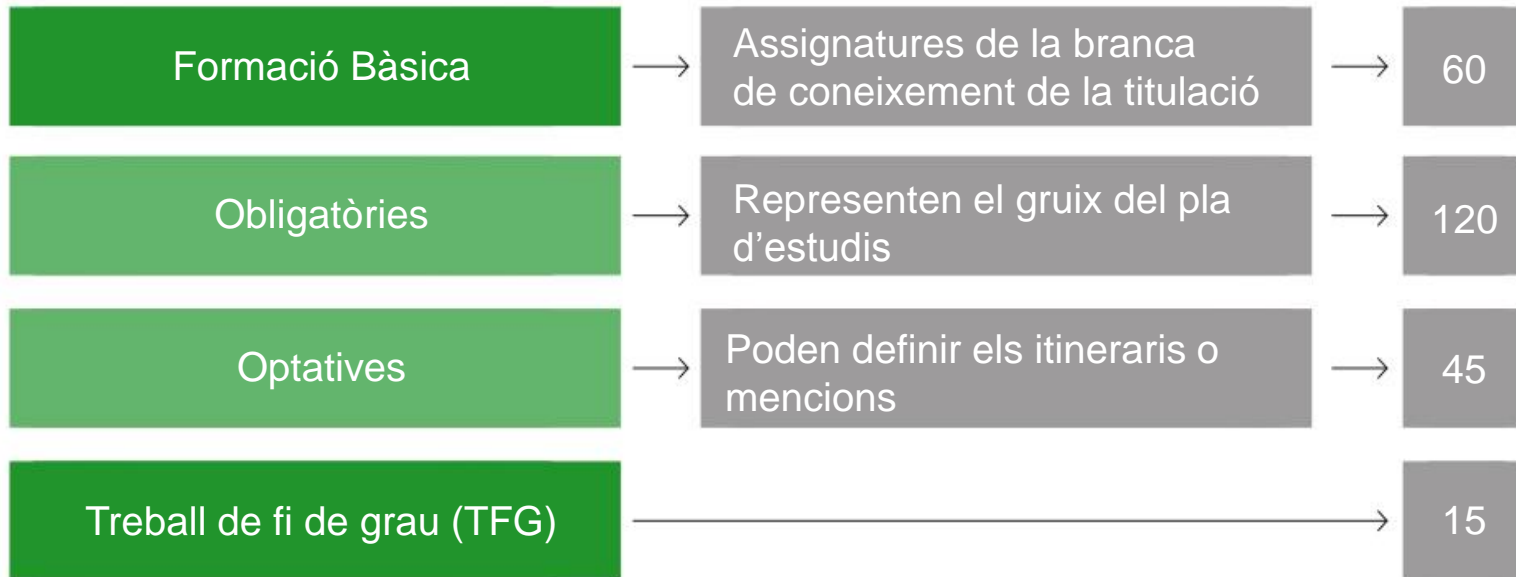 Formació Bàsica
Assignatures de la branca
de coneixement de la titulació
60
Obligatòries
Representen el gruix del pla
d’estudis
120
Optatives
Poden definir els itineraris o
mencions
45
Treball de fi de grau (TFG)
15